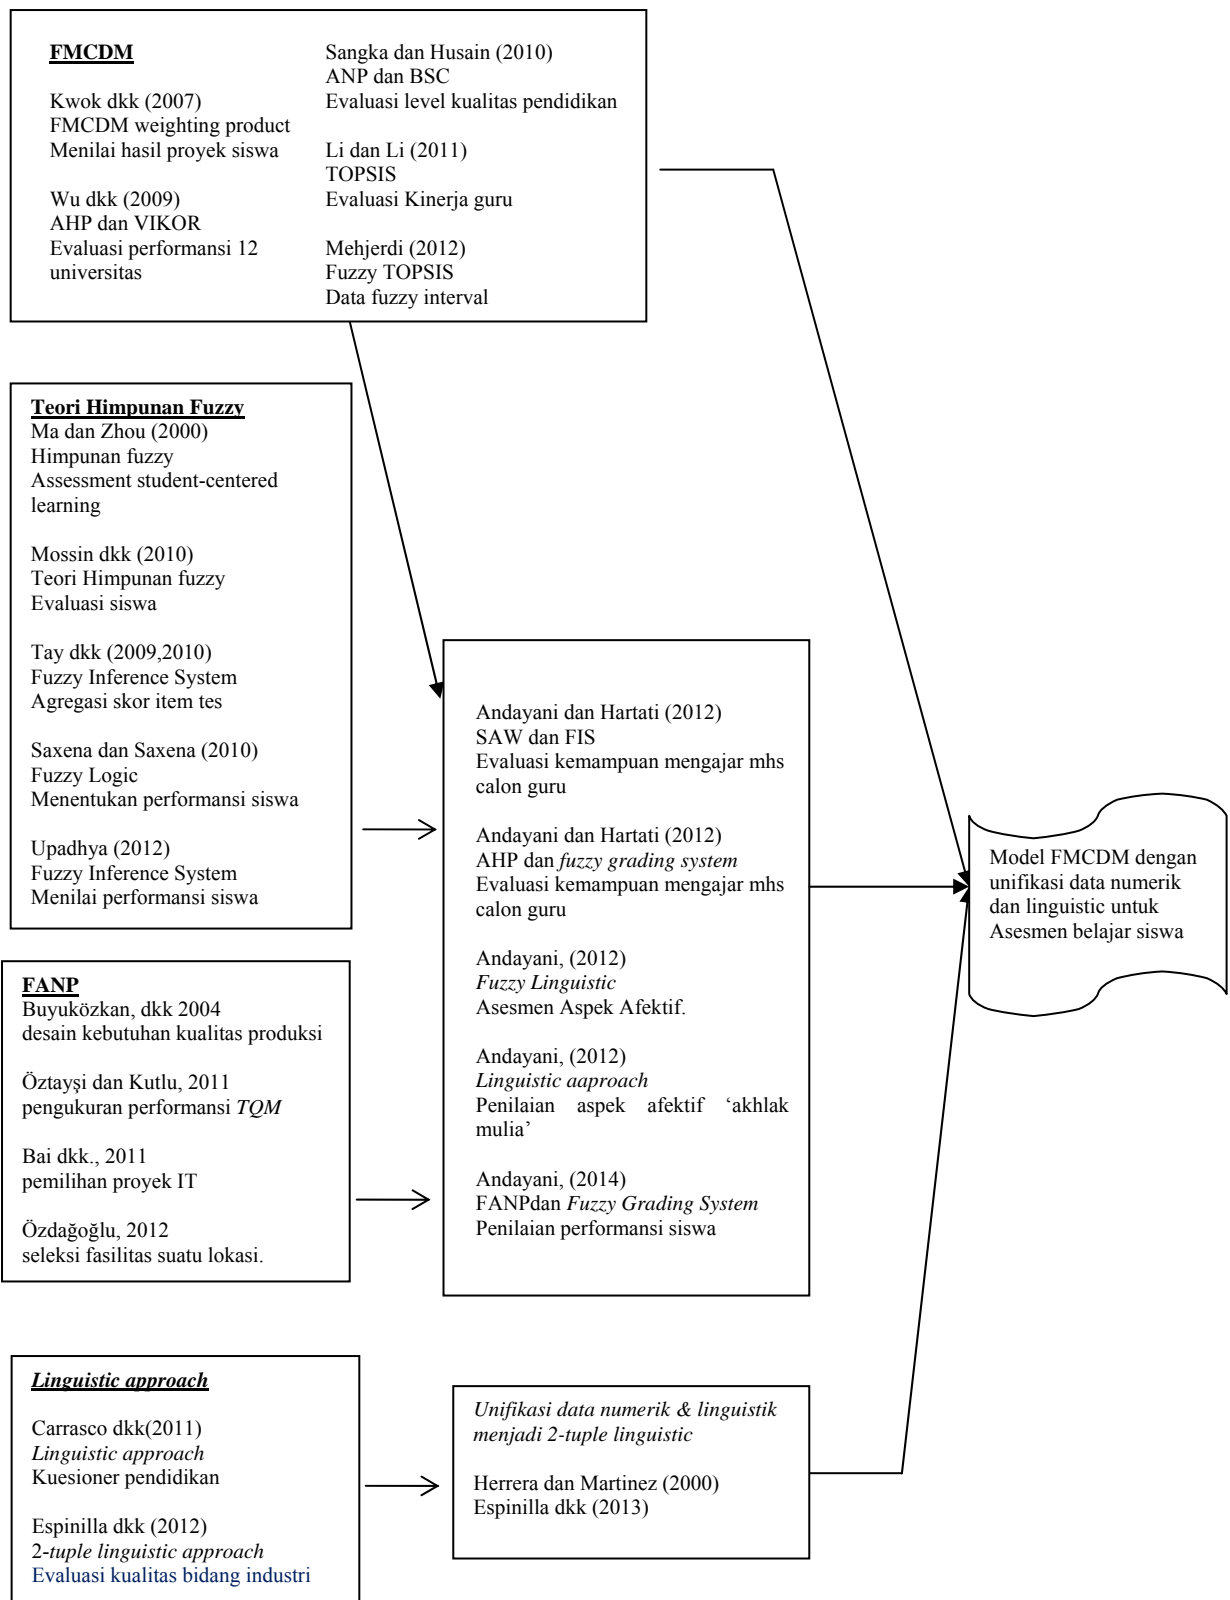 FMCDM
Kwok dkk (2007)
FMCDM weighting product
Menilai hasil proyek siswa
Wu dkk (2009)
AHP dan VIKOR
Evaluasi performansi 12
universitas
Sangka dan Husain (2010)
ANP dan BSC
Evaluasi level kualitas pendidikan
Li dan Li (2011)
TOPSIS
Evaluasi Kinerja guru
Mehjerdi (2012)
Fuzzy TOPSIS
Data fuzzy interval
Teori Himpunan Fuzzy
Ma dan Zhou (2000)
Himpunan fuzzy
Assessment student-centered
learning
Mossin dkk (2010)
Teori Himpunan fuzzy
Evaluasi siswa
Tay dkk (2009,2010)
Fuzzy Inference System
Agregasi skor item tes
Saxena dan Saxena (2010)
Fuzzy Logic
Menentukan performansi siswa
Upadhya (2012)
Fuzzy Inference System
Menilai performansi siswa
FANP
Buyuközkan, dkk 2004
desain kebutuhan kualitas produksi
Öztayşi dan Kutlu, 2011
pengukuran performansi TQM
Bai dkk., 2011
pemilihan proyek IT
Özdağoğlu, 2012
seleksi fasilitas suatu lokasi.
Andayani dan Hartati (2012)
SAW dan FIS
Evaluasi kemampuan mengajar mhs
calon guru
Andayani dan Hartati (2012)
AHP dan fuzzy grading system
Evaluasi kemampuan mengajar mhs
calon guru
Andayani, (2012)
Fuzzy Linguistic
Asesmen Aspek Afektif.
Andayani, (2012)
Linguistic aaproach
Penilaian aspek afektif ‘akhlak
mulia’
Andayani, (2014)
FANPdan Fuzzy Grading System
Penilaian performansi siswa
Model FMCDM dengan
unifikasi data numerik
dan linguistic untuk
Asesmen belajar siswa
Linguistic approach
Carrasco dkk(2011)
Linguistic approach
Kuesioner pendidikan
Espinilla dkk (2012)
2-tuple linguistic approach
Evaluasi kualitas bidang industri
Unifikasi data numerik & linguistik
menjadi 2-tuple linguistic
Herrera dan Martinez (2000)
Espinilla dkk (2013)